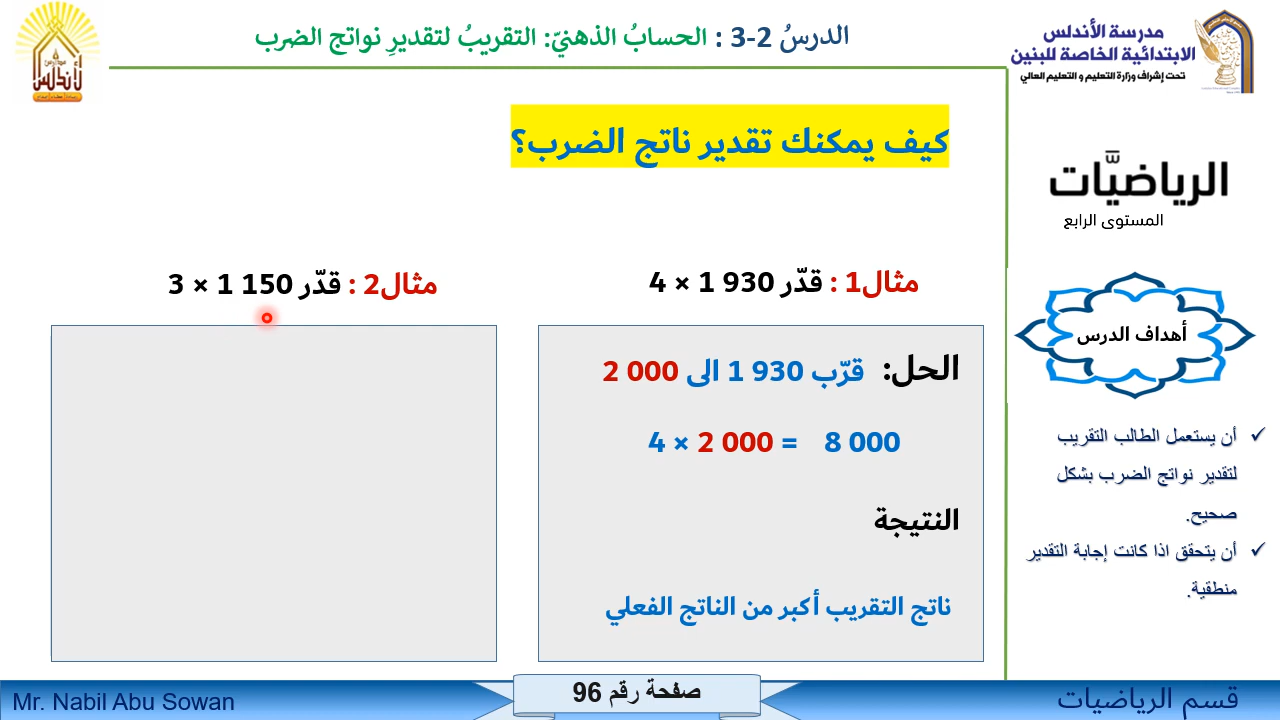 الدرسُ 2-3 : الحسابُ الذهنيّ: التقريبُ لتقديرِ نواتج الضرب
مدرسة الأندلس
الابتدائية الخاصة للبنين
تحت إشراف وزارة التعليم و التعليم العالي
كيف يمكنك تقدير ناتج الضرب؟
الرياضيَّات
المستوى الرابع
أهداف الدرس
أن يستعمل الطالب التقريب
لتقدير نواتج الضرب بشكل
صحيح.
أن يتحقق اذا كانت إجابة التقدير
منطقية.
مثال1 : قدّر 4 × 1 930
الحل: قرّب 1 930 الى 2 000
4 × 2 000 = 8 000
النتيجة
ناتج التقريب أكبر من الناتج الفعلي
مثال2 : قدّر 3 × 1 150
قسم الرياضيات
صفحة رقم 96
Mr. Nabil Abu Sowan